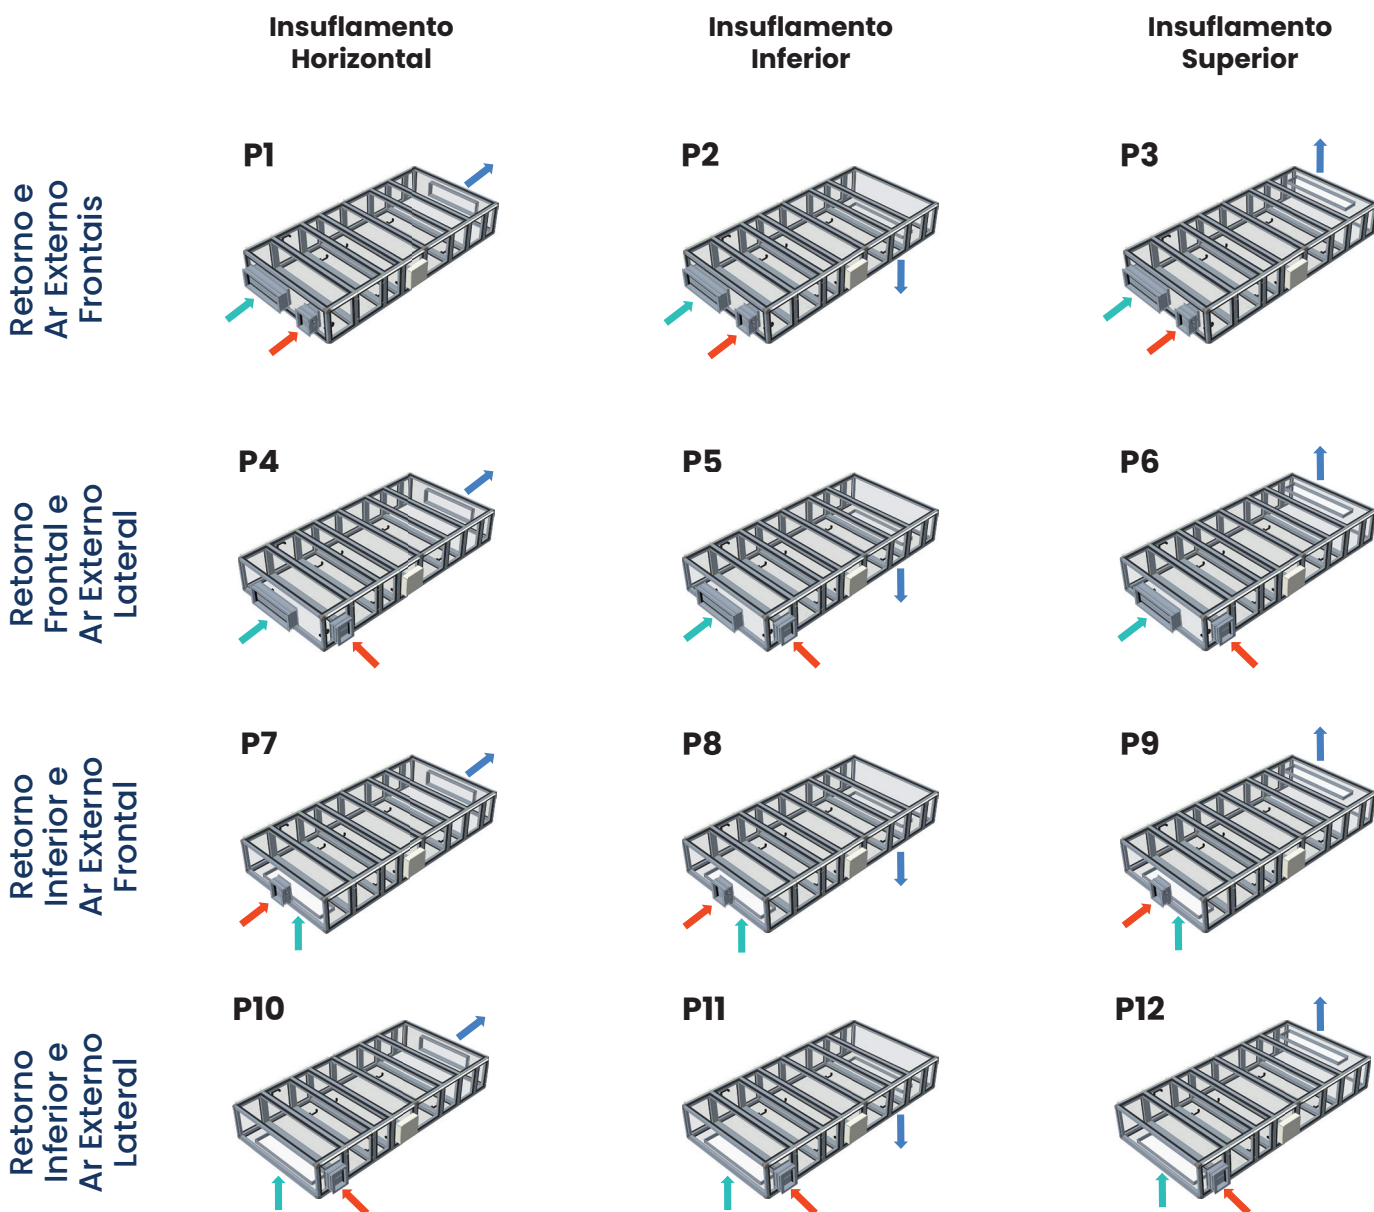 Insuflamento
Horizontal
Insuflamento
Inferior
Insuflamento
Superior
Retorno e
Ar Externo
Frontais
P1
P2
P3
Retorno
Frontal e
Ar Externo
Lateral
P4
P5
P6
Retorno
Inferior e
Ar Externo
Frontal
P7
P8
P9
Retorno
Inferior e
Ar Externo
Lateral
P10
P11
P12